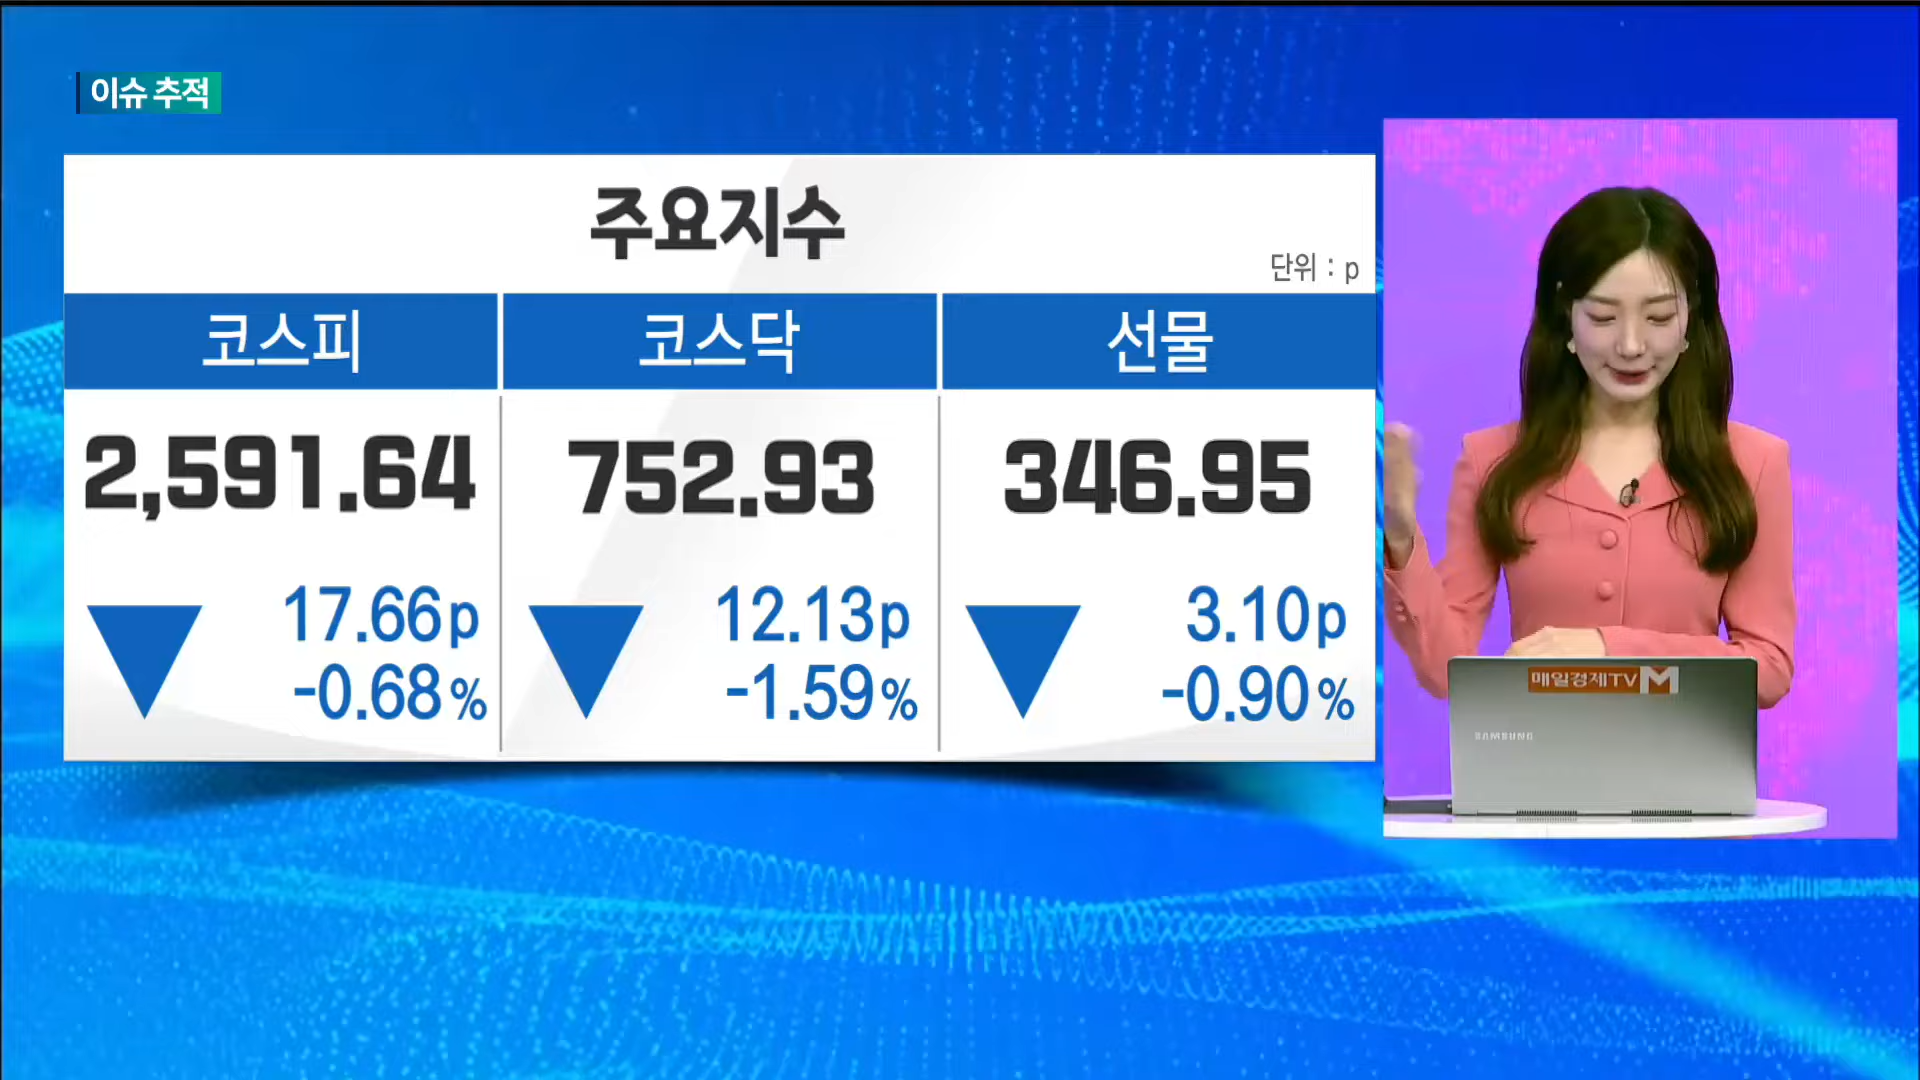 이슈 추적
주요지수
단위 : p
코스피 코스닥 선물
2,591.64 752.93 346.95
17.66p 12.13p 3.10p
-0.68% -1.59% -0.90%
매일경제TV M
SAMSUNG